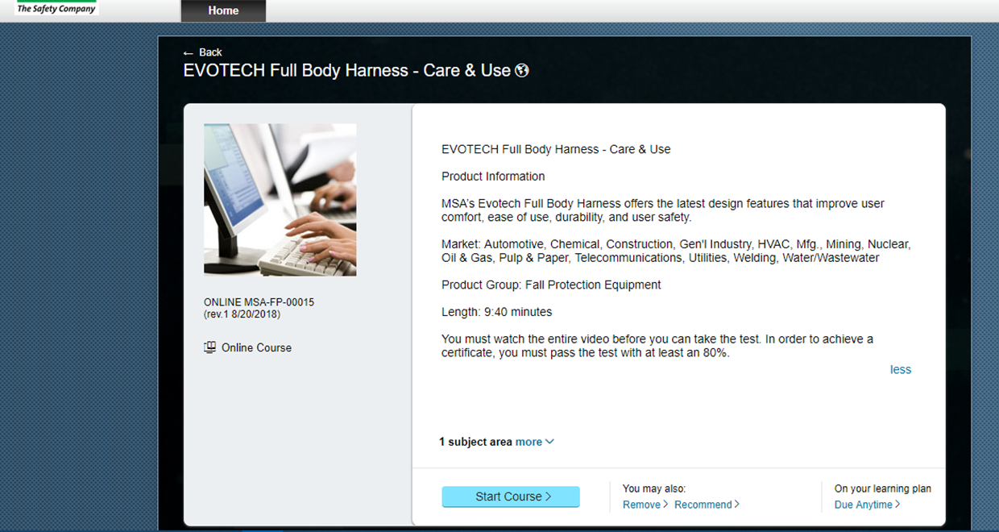 The Safety Company
Home
← Back
EVOTECH Full Body Harness - Care & Use
EVOTECH Full Body Harness - Care & Use
Product Information
MSA's Evotech Full Body Harness offers the latest design features that improve user
comfort, ease of use, durability, and user safety.
Market: Automotive, Chemical, Construction, Gen'l Industry, HVAC, Mfg., Mining, Nuclear,
Oil & Gas, Pulp & Paper, Telecommunications, Utilities, Welding, Water/Wastewater
Product Group: Fall Protection Equipment
Length: 9:40 minutes
You must watch the entire video before you can take the test. In order to achieve a
certificate, you must pass the test with at least an 80%.
less
ONLINE MSA-FP-00015
(rev.1 8/20/2018)
Online Course
1 subject area more
Start Course >
You may also:
Remove > Recommend >
On your learning plan
Due Anytime >